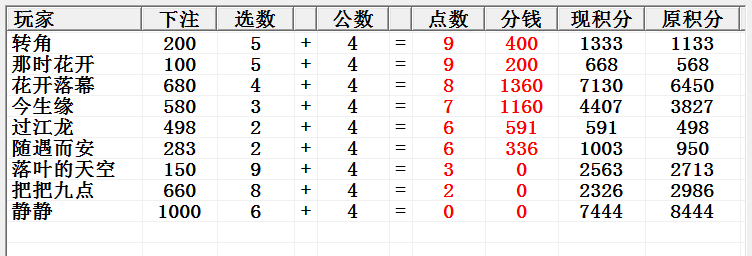 玩家 下注 选数 公数 点数 分钱 现积分 原积分
转角 200 5 + 4 = 9 400 1333 1133
那时花开 100 5 + 4 = 9 200 668 568
花开落幕 680 4 + 4 = 8 1360 7130 6450
今生缘 580 3 + 4 = 7 1160 4407 3827
过江龙 498 2 + 4 = 6 591 591 498
随遇而安 283 2 + 4 = 6 336 1003 950
落叶的天空 150 9 + 4 = 3 0 2563 2713
把把九点 660 8 + 4 = 2 0 2326 2986
静静 1000 6 + 4 = 0 0 7444 8444